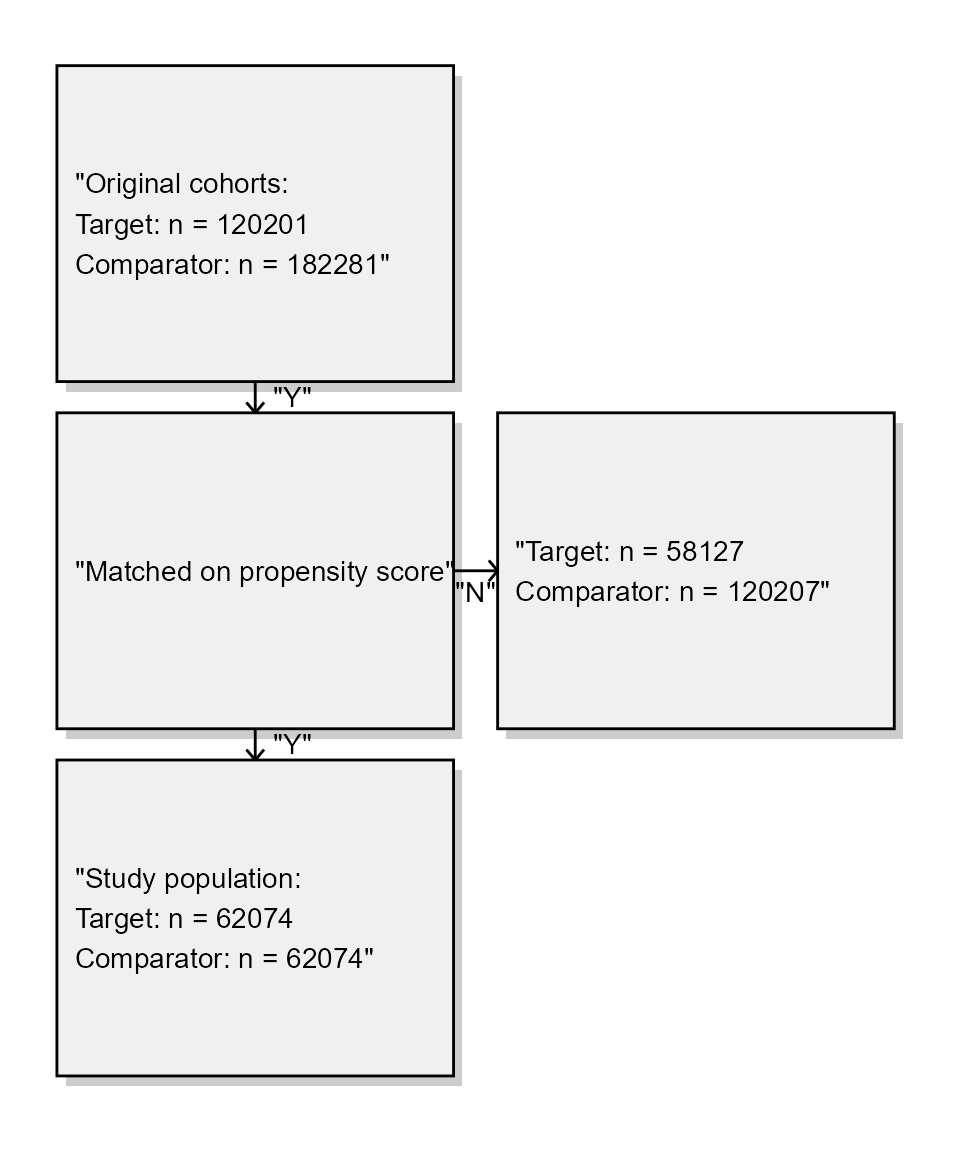 "Original cohorts:
Target: n = 120201
Comparator: n = 182281"
"Y"
"Matched on propensity score"
"N"
"Target: n = 58127
Comparator: n = 120207"
"Y"
"Study population:
Target: n = 62074
Comparator: n = 62074"